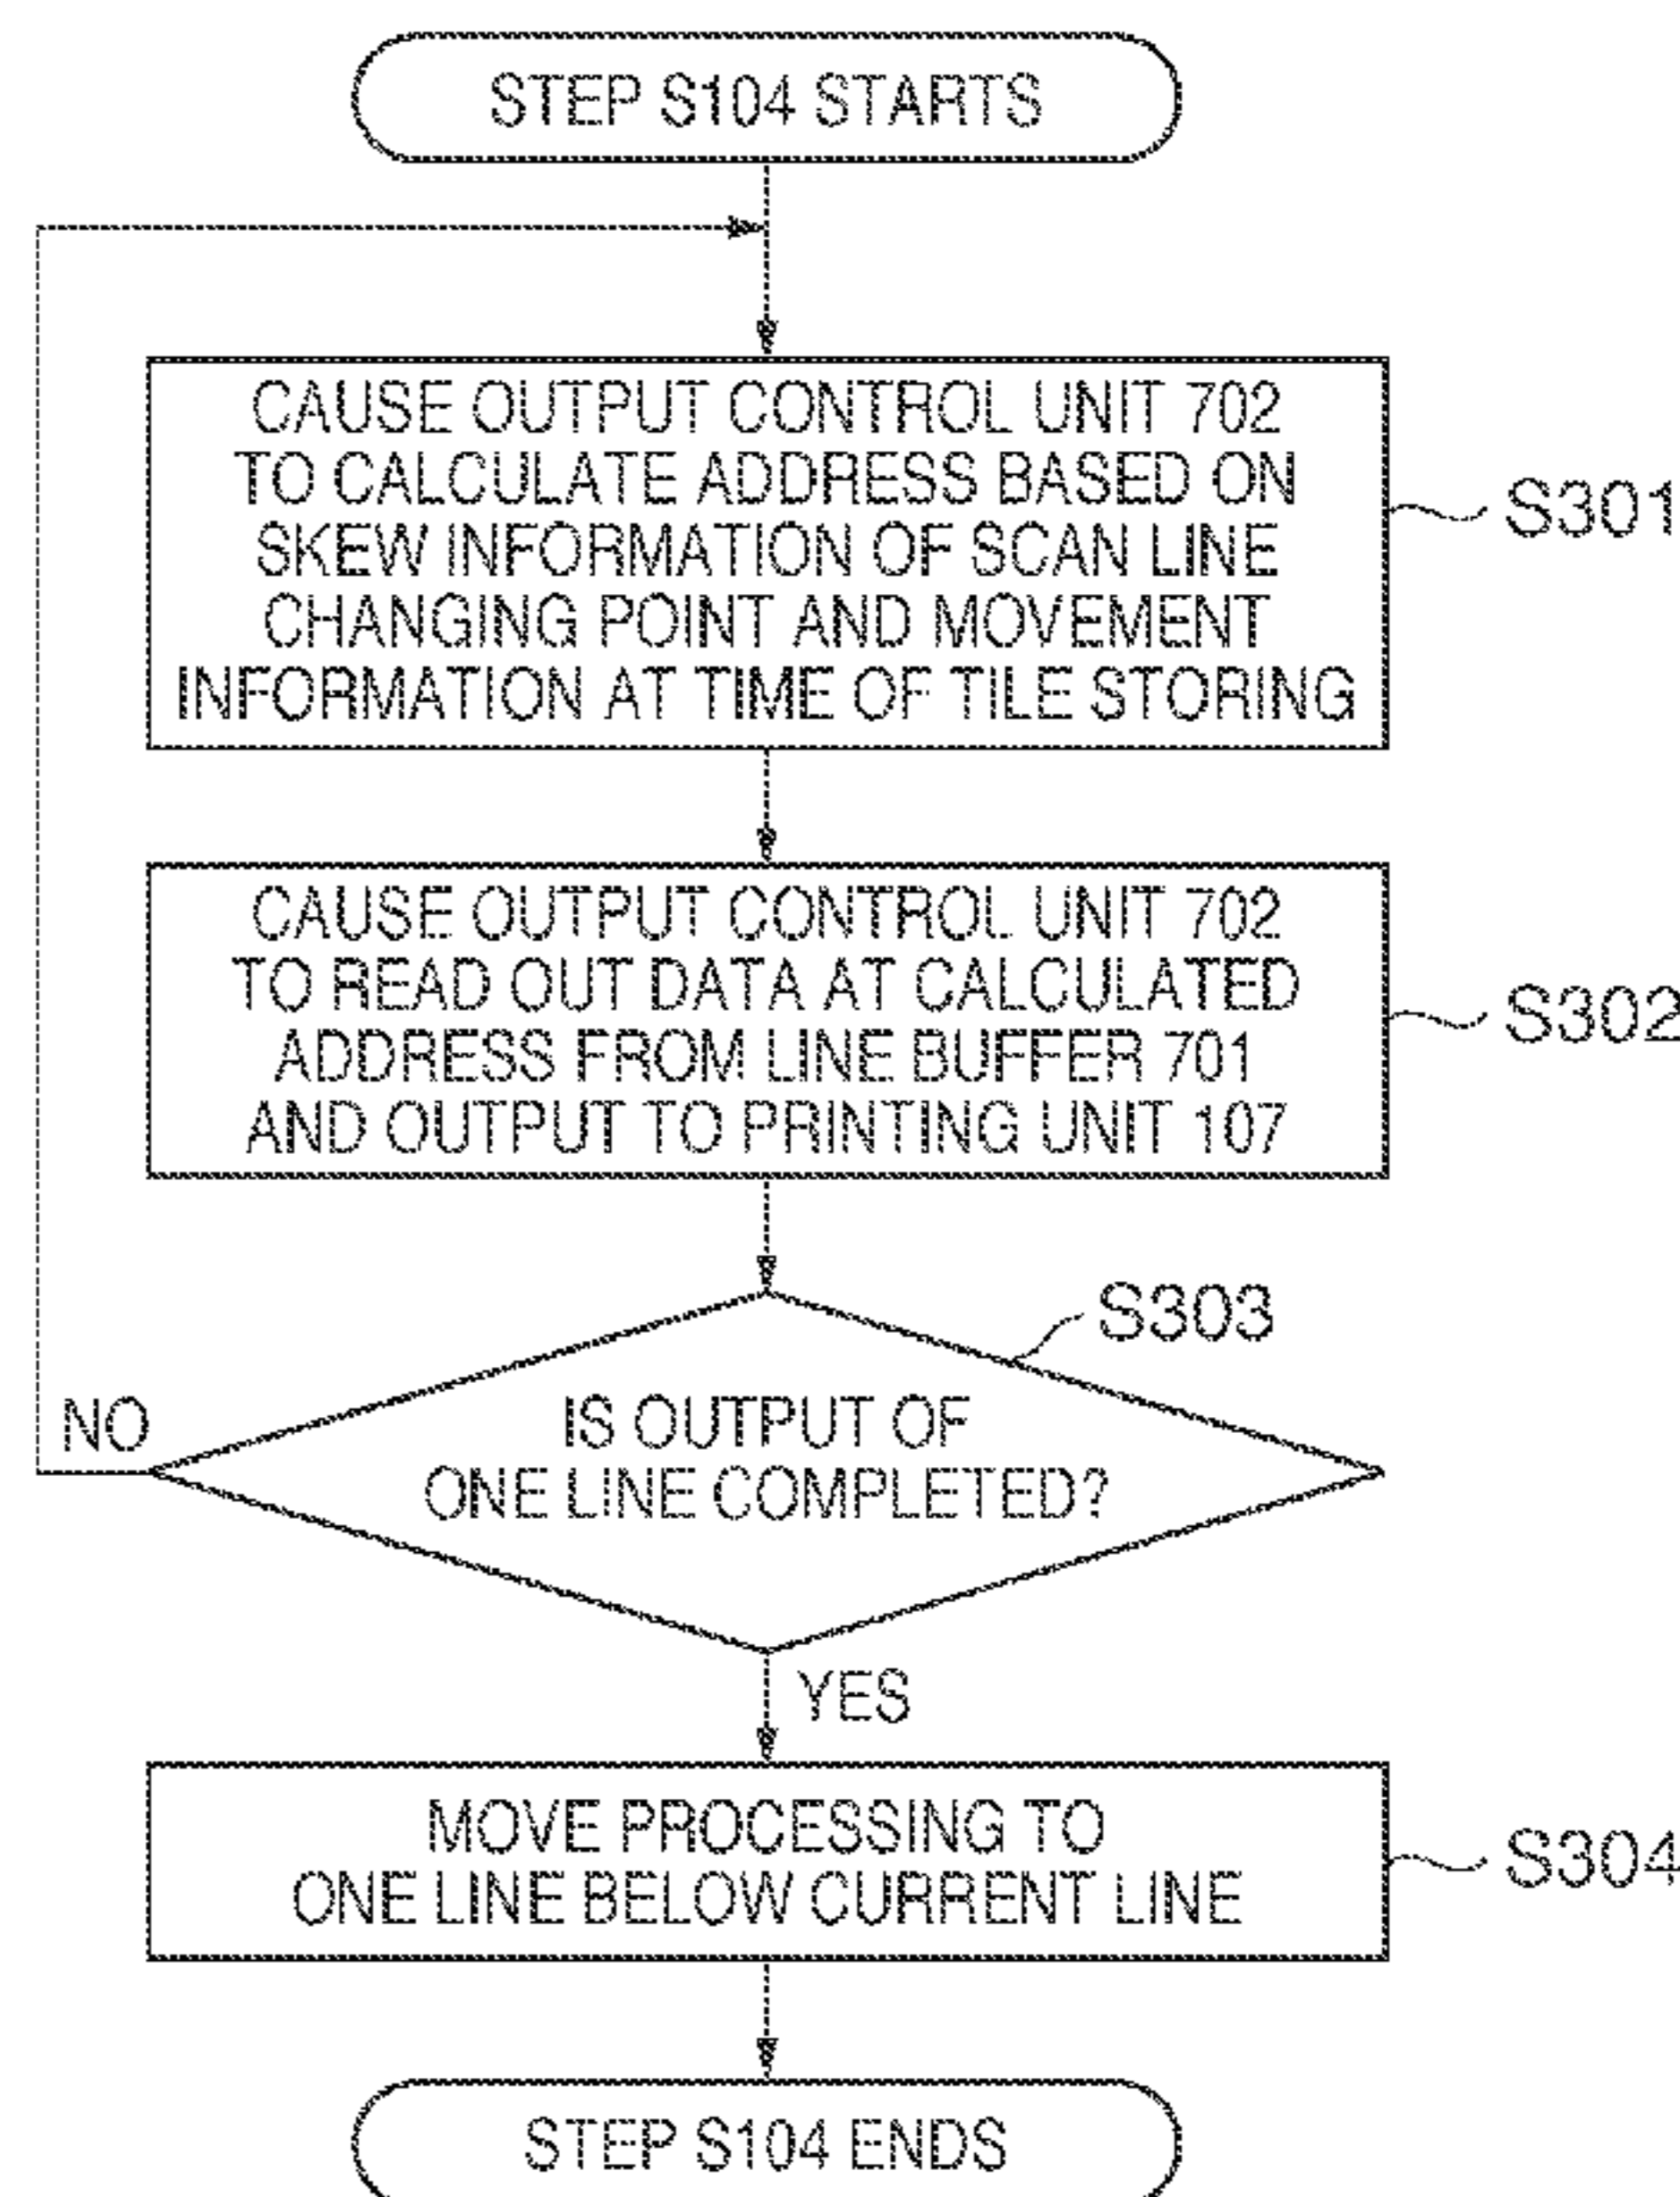 STEP S104 STARTS
CAUSE OUTPUT CONTROL UNIT 702
TO CALCULATE ADDRESS BASED ON
SKEW INFORMATION OF SCAN LINE
CHANGING POINT AND MOVEMENT
INFORMATION AT TIME OF TILE STORING
S301
CAUSE OUTPUT CONTROL UNIT 702
TO READ OUT DATA AT CALCULATED
ADDRESS FROM LINE BUFFER 701
AND OUTPUT TO PRINTING UNIT 107
S302
S303
IS OUTPUT OF
ONE LINE COMPLETED?
NO
YES
MOVE PROCESSING TO
ONE LINE BELOW CURRENT LINE
S304
STEP S104 ENDS